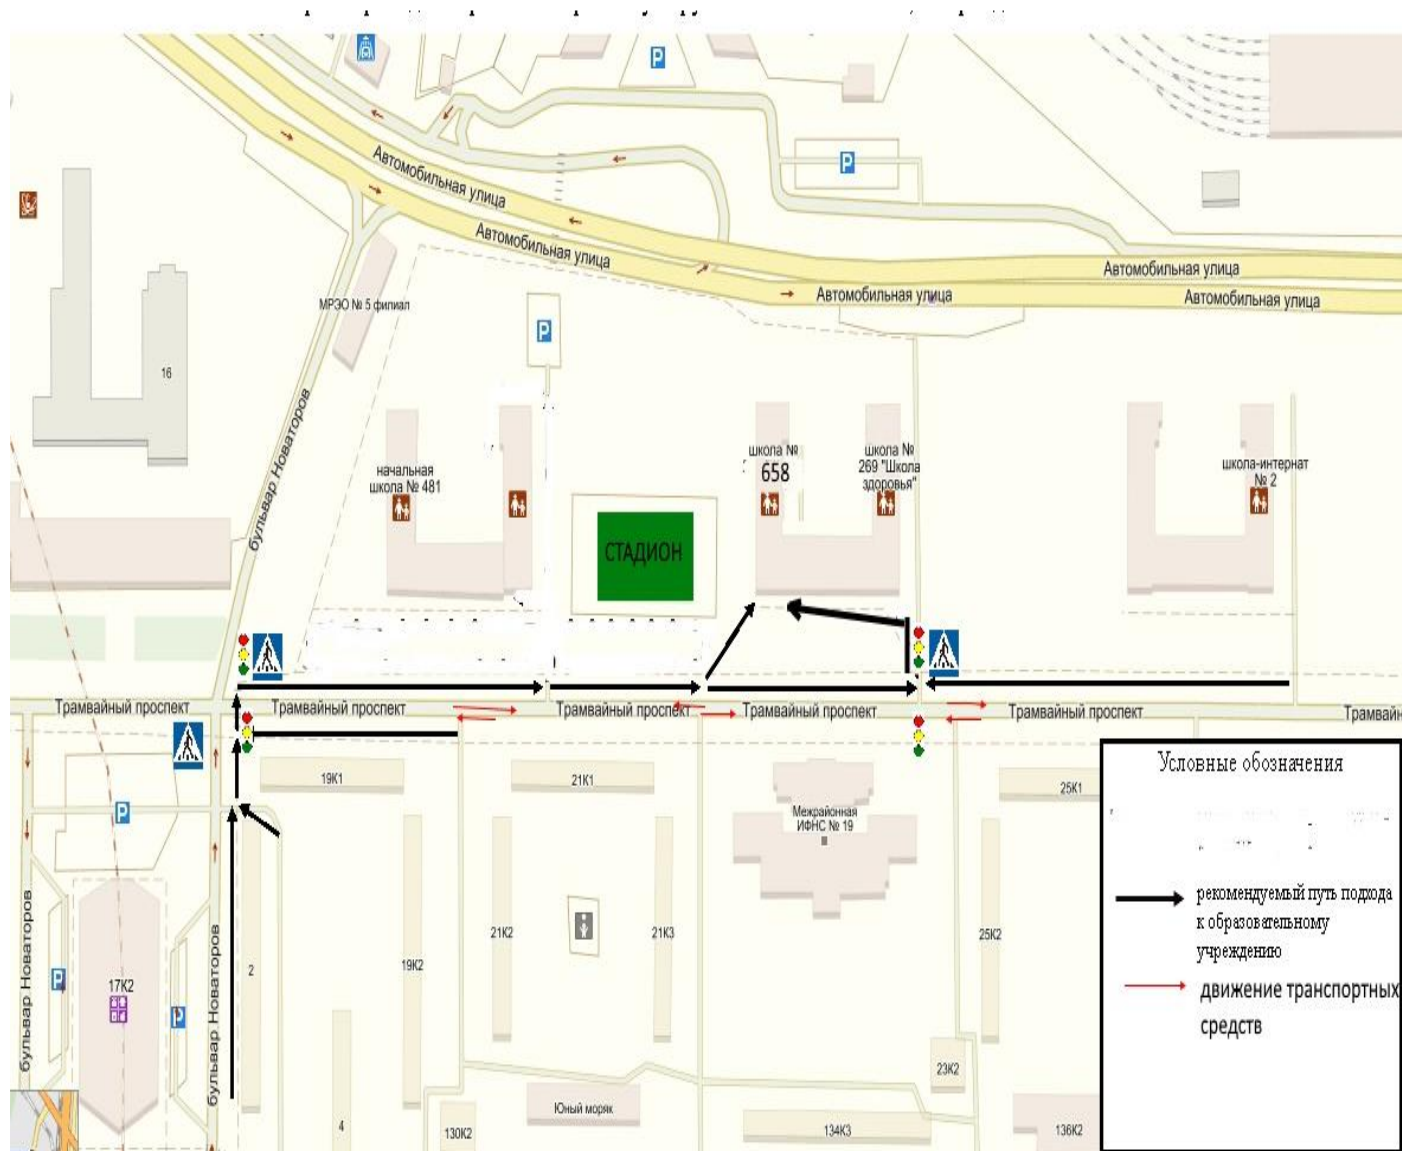 P
Автомобильная улица
P
Автомобильная улица
Автомобильная улица
Автомобильная улица
Автомобильная улица
Автомобильная улица
МРЭО № 5 филиал
P
16
бульвар Новаторов
начальная
школа № 481
школа №
658
школа №
269 "Школа
здоровья"
школа-интернат
№ 2
СТАДИОН
Трамвайный проспект
Трамвайный проспект
Трамвайный проспект
Трамвайный проспект
Трамвайный проспект
Трамвайн
19К1
21К1
25К1
P
Межрайонная
ИФНС № 19
Условные обозначения
рекомендуемый путь подхода
к образовательному
учреждению
движение транспортных
средств
бульвар Новаторов
бульвар Новаторов
P
17К2
P
2
19К2
21К2
21К3
25К2
23К2
4
130К2
Юный моряк
134К3
136К2